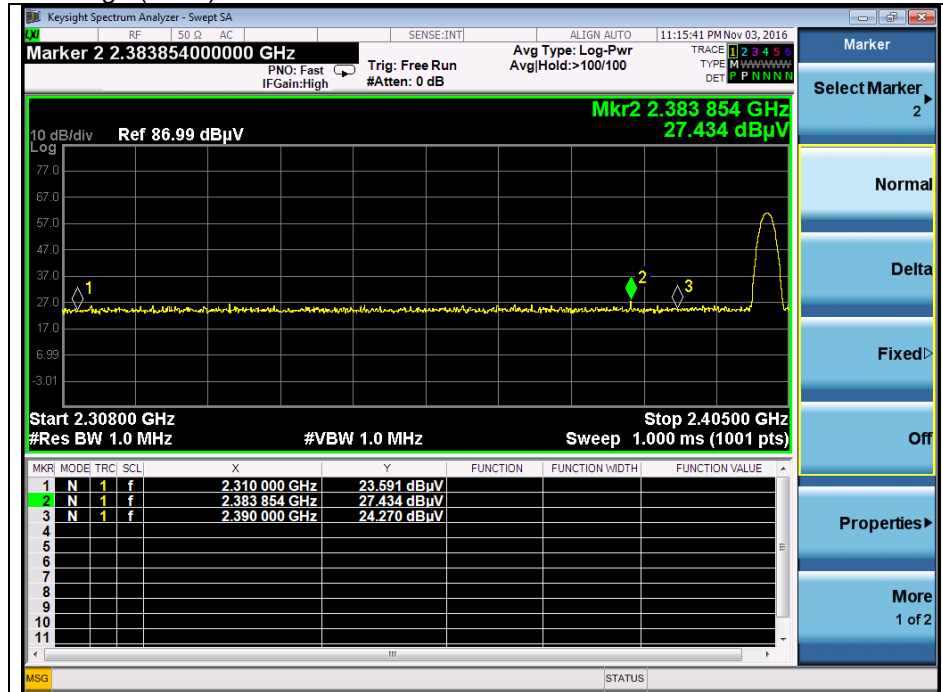 Keysight Spectrum Analyzer - Swept SA
LXI RF 50 Ω AC SENSE:INT ALIGN AUTO 11:15:41 PM Nov 03, 2016
Marker 2 2.383854000000 GHz
PNO: Fast
IFGain:High
Trig: Free Run
#Atten: 0 dB
Avg Type: Log-Pwr
Avg|Hold:>100/100
TRACE 1 2 3 4 5 6
TYPE M WWWWW
DET P P N N N N
Mkr2 2.383 854 GHz
27.434 dBµV
10 dB/div Ref 86.99 dBµV
Log
77.0
67.0
57.0
47.0
37.0
27.0
17.0
6.99
-3.01
1
2
3
Start 2.30800 GHz Stop 2.40500 GHz
#Res BW 1.0 MHz #VBW 1.0 MHz Sweep 1.000 ms (1001 pts)
MKR MODE TRC SCL X Y FUNCTION FUNCTION WIDTH FUNCTION VALUE
1 N 1 f 2.310 000 GHz 23.591 dBµV
2 N 1 f 2.383 854 GHz 27.434 dBµV
3 N 1 f 2.390 000 GHz 24.270 dBµV
4
5
6
7
8
9
10
11
MSG STATUS
Marker
Select Marker
2
Normal
Delta
Fixed
Off
Properties
More
1 of 2